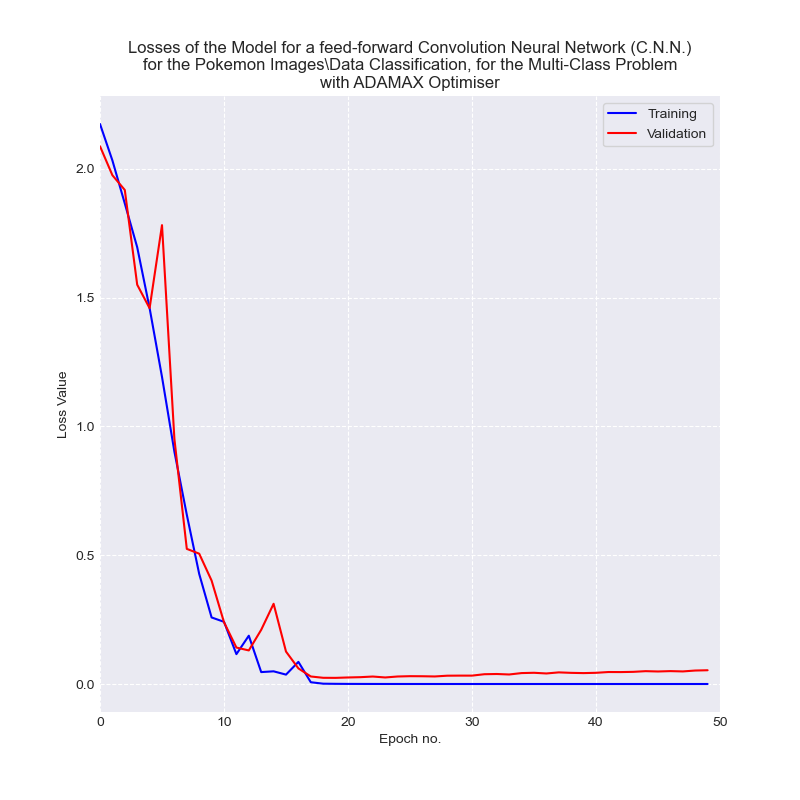 Losses of the Model for a feed-forward Convolution Neural Network (C.N.N.)
for the Pokemon Images\Data Classification, for the Multi-Class Problem
with ADAMAX Optimiser
Training
Validation
2.0
1.5
1.0
0.5
0.0
Loss Value
0 10 20 30 40 50
Epoch no.